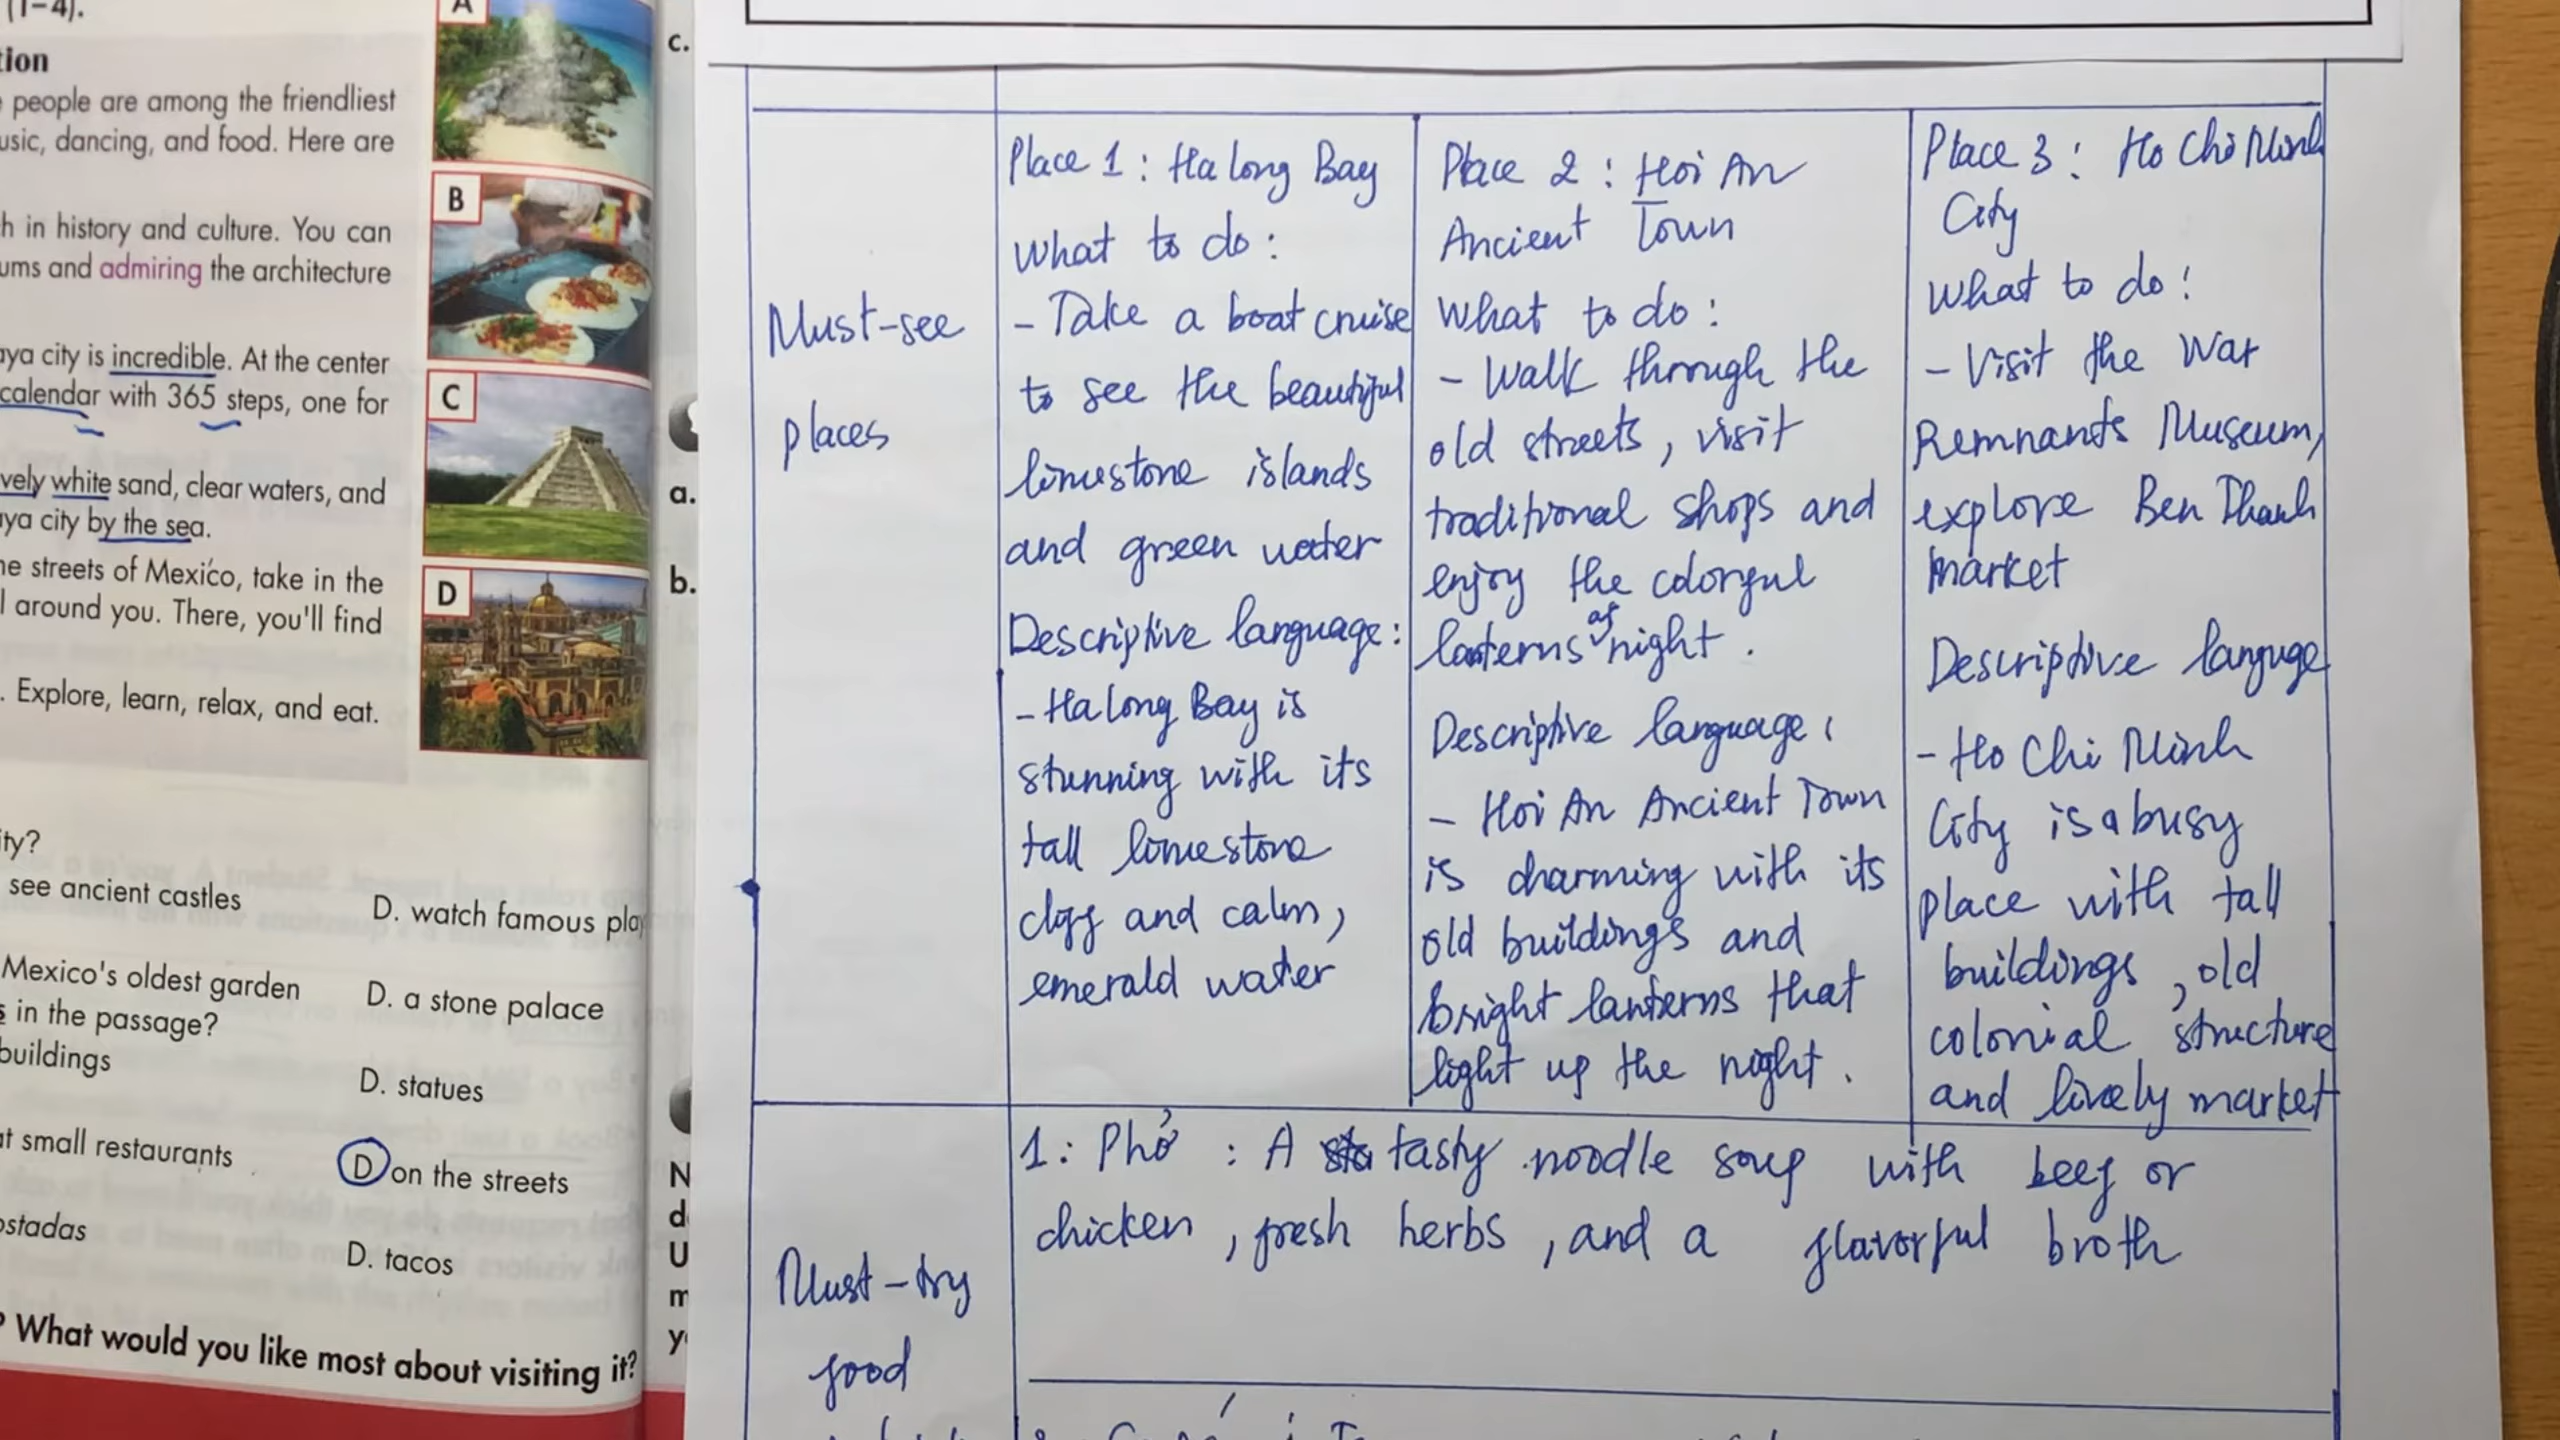 (1-4).
tion
people are among the friendliest
usic, dancing, and food. Here are
h in history and culture. You can
ums and admiring the architecture
aya city is incredible. At the center
calendar with 365 steps, one for
vely white sand, clear waters, and
aya city by the sea.
ne streets of Mexico, take in the
l around you. There, you'll find
. Explore, learn, relax, and eat.
A
B
C
D
ity?
see ancient castles
D. watch famous pla
Mexico's oldest garden
D. a stone palace
s in the passage?
buildings
D. statues
at small restaurants
D on the streets
ostadas
D. tacos
? What would you like most about visiting it?
c.
a.
b.
N
d
U
m
y
Must-see
places
Place 1: Ha long Bay
What to do:
- Take a boat cruise
to see the beautiful
limestone islands
and green water
Descriptive language:
- Ha long Bay is
stunning with its
tall limestone
cliff and calm,
emerald water
Place 2: Hoi An
Ancient Town
What to do:
- Walk through the
old streets, visit
traditional shops and
enjoy the colorful
lanterns at night.
Descriptive language:
- Hoi An Ancient Town
is charming with its
old buildings and
bright lanterns that
light up the night.
Place 3: Ho Chi Minh
City
What to do:
- Visit the War
Remnants Museum,
explore Ben Thanh
market
Descriptive languge
- Ho Chi Minh
City is a busy
place with tall
buildings, old
colonial structure
and lively market
Must-try
food
1: Phở: A tasty noodle soup with beef or
chicken, fresh herbs, and a flavorful broth